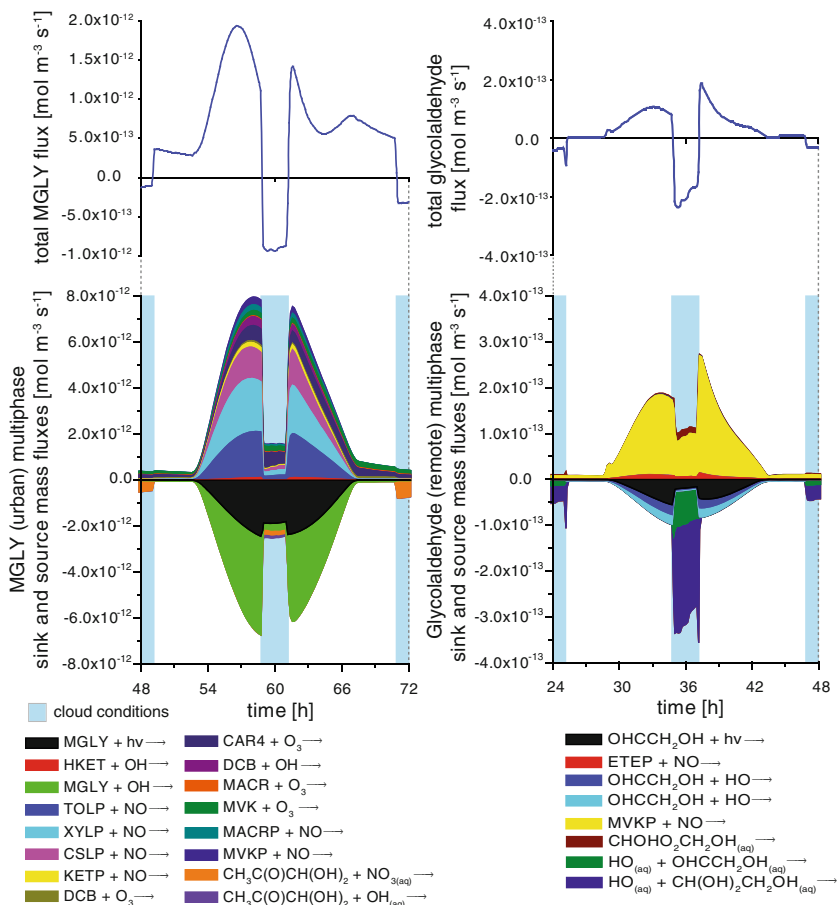 total MGLY flux [mol m⁻³ s⁻¹]
2.0x10⁻¹²
1.5x10⁻¹²
1.0x10⁻¹²
5.0x10⁻¹³
0.0
-5.0x10⁻¹³
-1.0x10⁻¹²
total glycolaldehyde
flux [mol m⁻³ s⁻¹]
4.0x10⁻¹³
2.0x10⁻¹³
0.0
-2.0x10⁻¹³
-4.0x10⁻¹³
MGLY (urban) multiphase
sink and source mass fluxes [mol m⁻³ s⁻¹]
8.0x10⁻¹²
6.0x10⁻¹²
4.0x10⁻¹²
2.0x10⁻¹²
0.0
-2.0x10⁻¹²
-4.0x10⁻¹²
-6.0x10⁻¹²
-8.0x10⁻¹²
48 54 60 66 72
time [h]
Glycolaldehyde (remote) multiphase
sink and source mass fluxes [mol m⁻³ s⁻¹]
4.0x10⁻¹³
3.0x10⁻¹³
2.0x10⁻¹³
1.0x10⁻¹³
0.0
-1.0x10⁻¹³
-2.0x10⁻¹³
-3.0x10⁻¹³
-4.0x10⁻¹³
24 30 36 42 48
time [h]
cloud conditions
MGLY + hν→
HKET + OH→
MGLY + OH→
TOLP + NO→
XYLP + NO→
CSLP + NO→
KETP + NO→
DCB + O₃→
CAR4 + O₃→
DCB + OH→
MACR + O₃→
MVK + O₃→
MACRP + NO→
MVKP + NO→
CH₃C(O)CH(OH)₂ + NO₃₍aq₎→
CH₃C(O)CH(OH)₂ + OH₍aq₎→
OHCCH₂OH + hν→
ETEP + NO→
OHCCH₂OH + HO→
OHCCH₂OH + HO→
MVKP + NO→
CHOHO₂CH₂OH₍aq₎→
HO₍aq₎ + OHCCH₂OH₍aq₎→
HO₍aq₎ + CH(OH)₂CH₂OH₍aq₎→